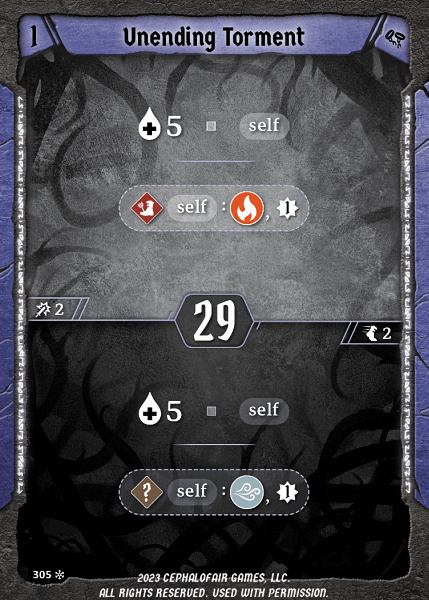 1 Unending Torment
5 self
self : , 1
2
29
2
5 self
? self : , 1
305
2023 CEPHALOFAIR GAMES, LLC.
ALL RIGHTS RESERVED. USED WITH PERMISSION.